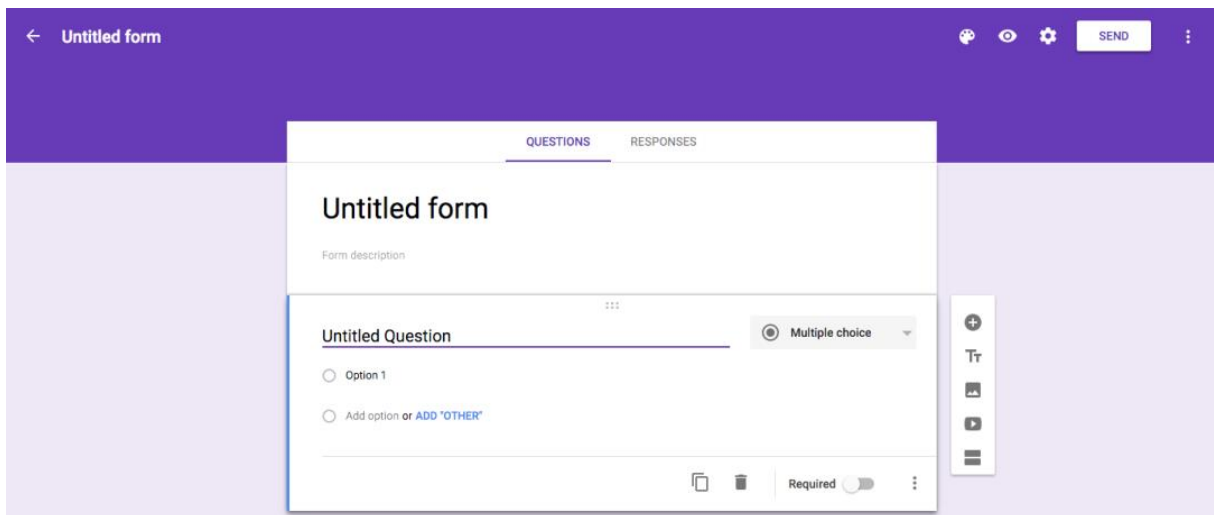 Untitled form
SEND
QUESTIONS RESPONSES
Untitled form
Form description
Untitled Question
Multiple choice
Option 1
Add option or ADD "OTHER"
Required